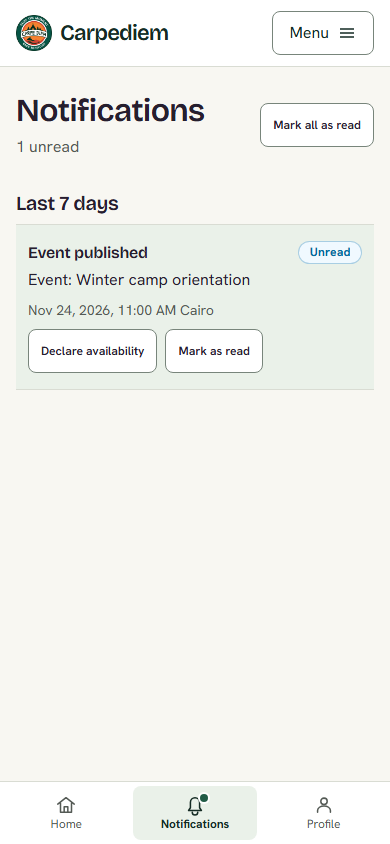 Carpediem
Menu
Notifications
1 unread
Mark all as read
Last 7 days
Event published
Unread
Event: Winter camp orientation
Nov 24, 2026, 11:00 AM Cairo
Declare availability
Mark as read
Home
Notifications
Profile